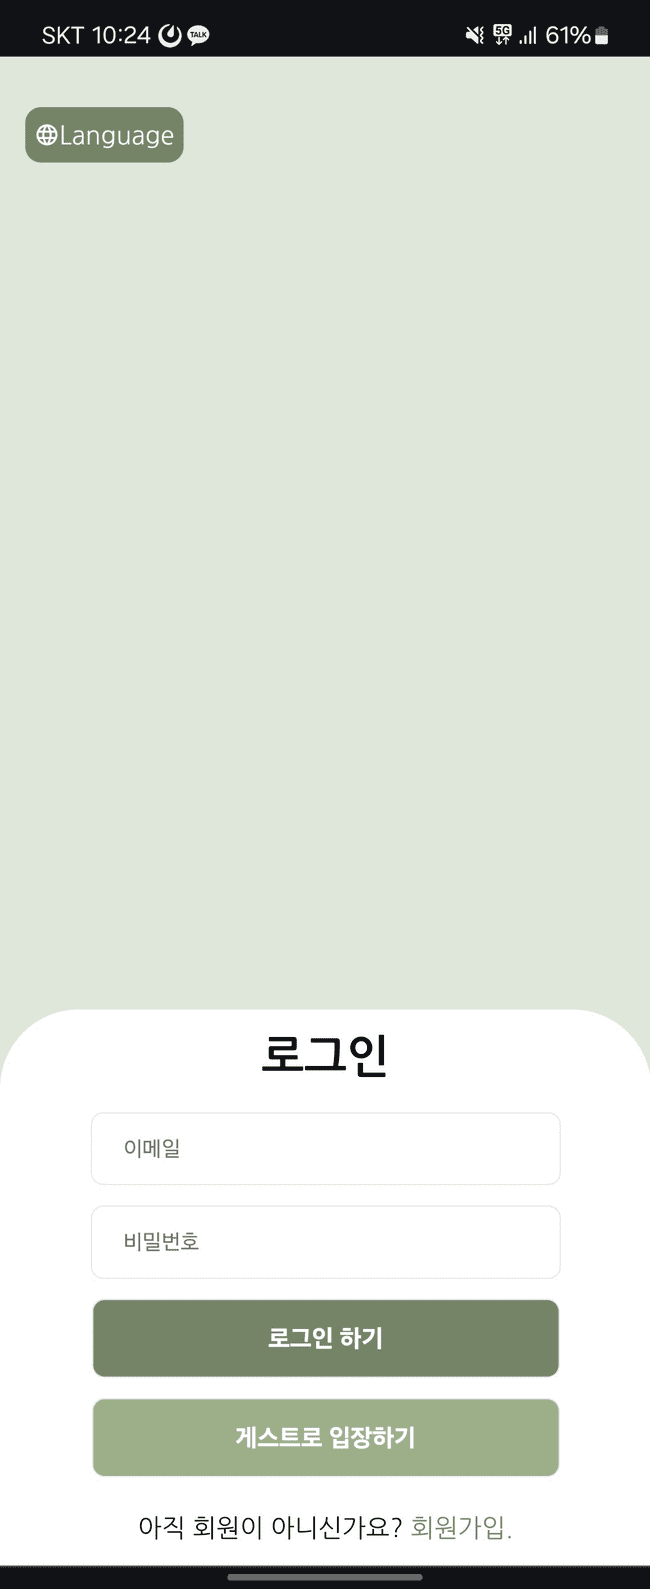 SKT 10:24 TALK 5G 61%
Language
로그인
이메일
비밀번호
로그인 하기
게스트로 입장하기
아직 회원이 아니신가요? 회원가입.